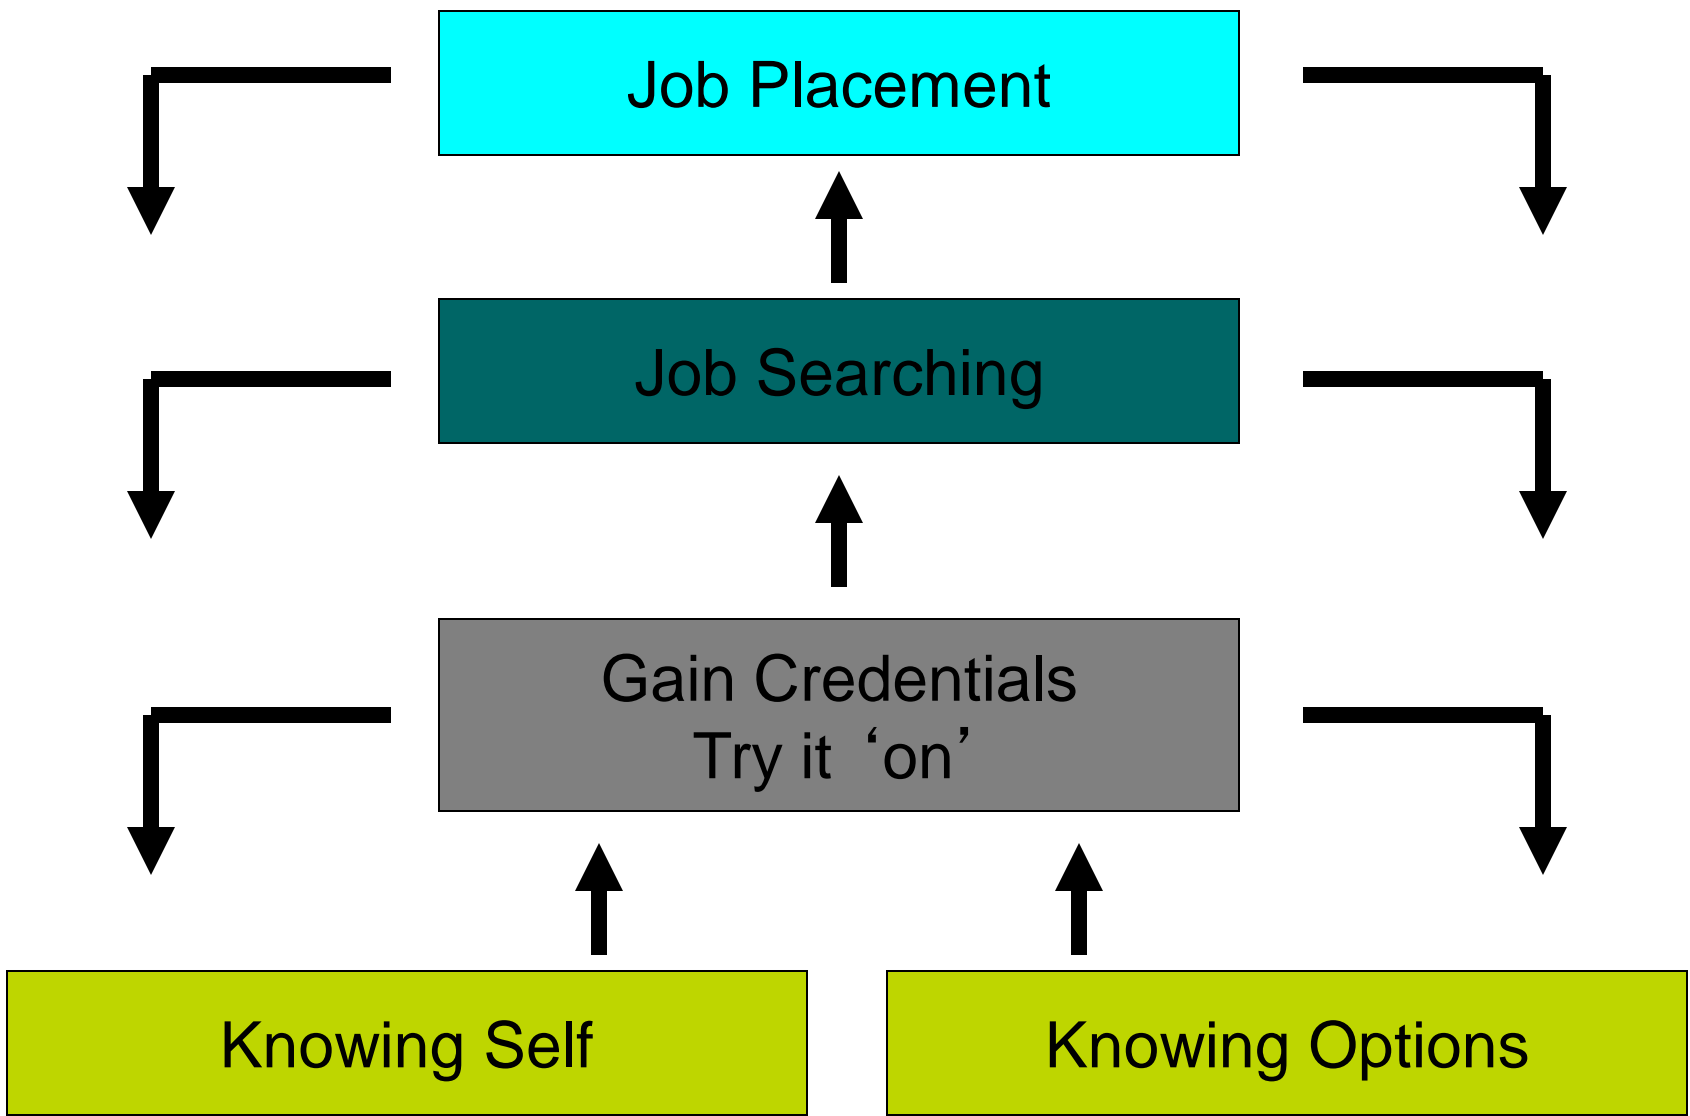 Job Placement
Job Searching
Gain Credentials
Try it ‘on’
Knowing Self
Knowing Options